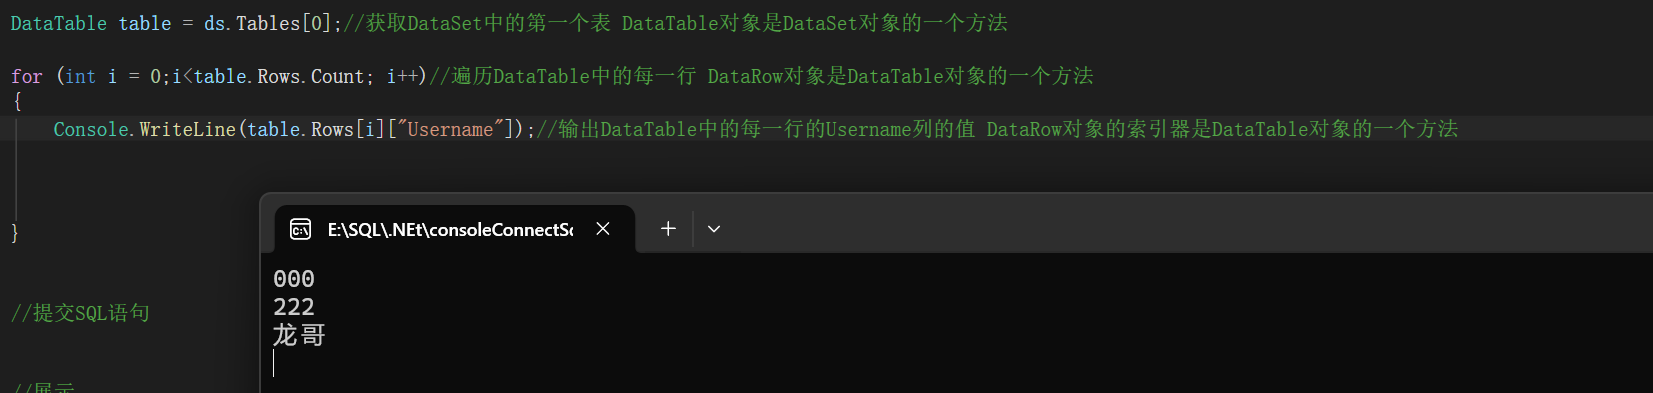 DataTable table = ds.Tables[0];//获取DataSet中的第一个表 DataTable对象是DataSet对象的一个方法
for (int i = 0;i<table.Rows.Count; i++)//遍历DataTable中的每一行 DataRow对象是DataTable对象的一个方法
{
Console.WriteLine(table.Rows[i]["Username"]);//输出DataTable中的每一行的Username列的值 DataRow对象的索引器是DataTable对象的一个方法
}
//提交SQL语句
//展示
E:\SQL\.NEt\consoleConnectSc
000
222
龙哥